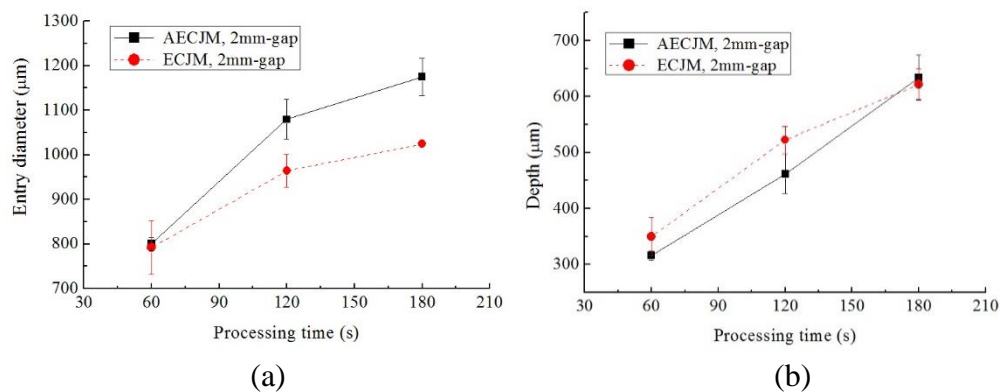 1300
1200
1100
1000
900
800
700
Entry diameter (μm)
AECJM, 2mm-gap
ECJM, 2mm-gap
30 60 90 120 150 180 210
Processing time (s)
(a)
700
600
500
400
300
Depth (μm)
AECJM, 2mm-gap
ECJM, 2mm-gap
30 60 90 120 150 180 210
Processing time (s)
(b)